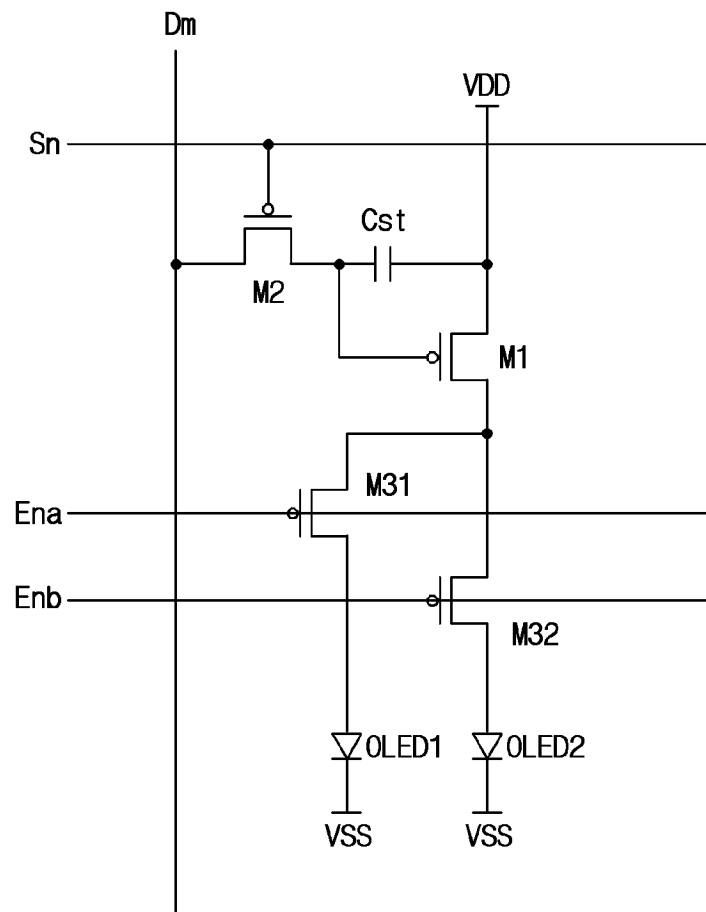 Dm
VDD
Sn
Cst
M2
M1
M31
Ena
Enb
M32
OLED1
OLED2
VSS
VSS